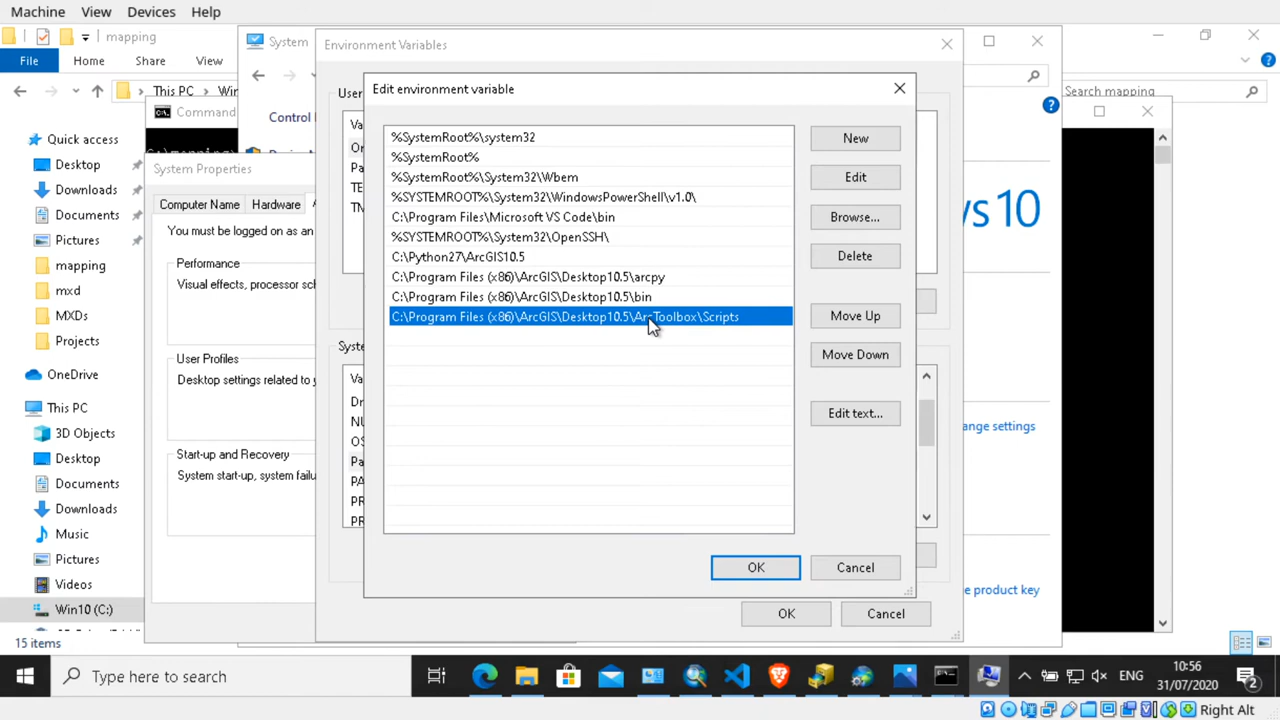 Machine View Devices Help
mapping
System
Environment Variables
File Home Share View
Edit environment variable
This PC
Search mapping
User
Command
Control
%SystemRoot%\system32
%SystemRoot%
%SystemRoot%\System32\Wbem
%SYSTEMROOT%\System32\WindowsPowerShell\v1.0\
C:\Program Files\Microsoft VS Code\bin
%SYSTEMROOT%\System32\OpenSSH\
C:\Python27\ArcGIS10.5
C:\Program Files (x86)\ArcGIS\Desktop10.5\arcpy
C:\Program Files (x86)\ArcGIS\Desktop10.5\bin
C:\Program Files (x86)\ArcGIS\Desktop10.5\ArcToolbox\Scripts
New
Edit
Browse...
Delete
Move Up
Move Down
Edit text...
OK
Cancel
OK
Cancel
Quick access
Desktop
Downloads
Documents
Pictures
mapping
mxd
MXDs
Projects
OneDrive
This PC
3D Objects
Desktop
Documents
Downloads
Music
Pictures
Videos
Win10 (C:)
15 items
System Properties
Computer Name Hardware
You must be logged on as an
Performance
Visual effects, processor sc
User Profiles
Desktop settings related to
Start-up and Recovery
System start-up, system failu
ws10
ange settings
e product key
Type here to search
ENG
10:56
31/07/2020
2
Right Alt